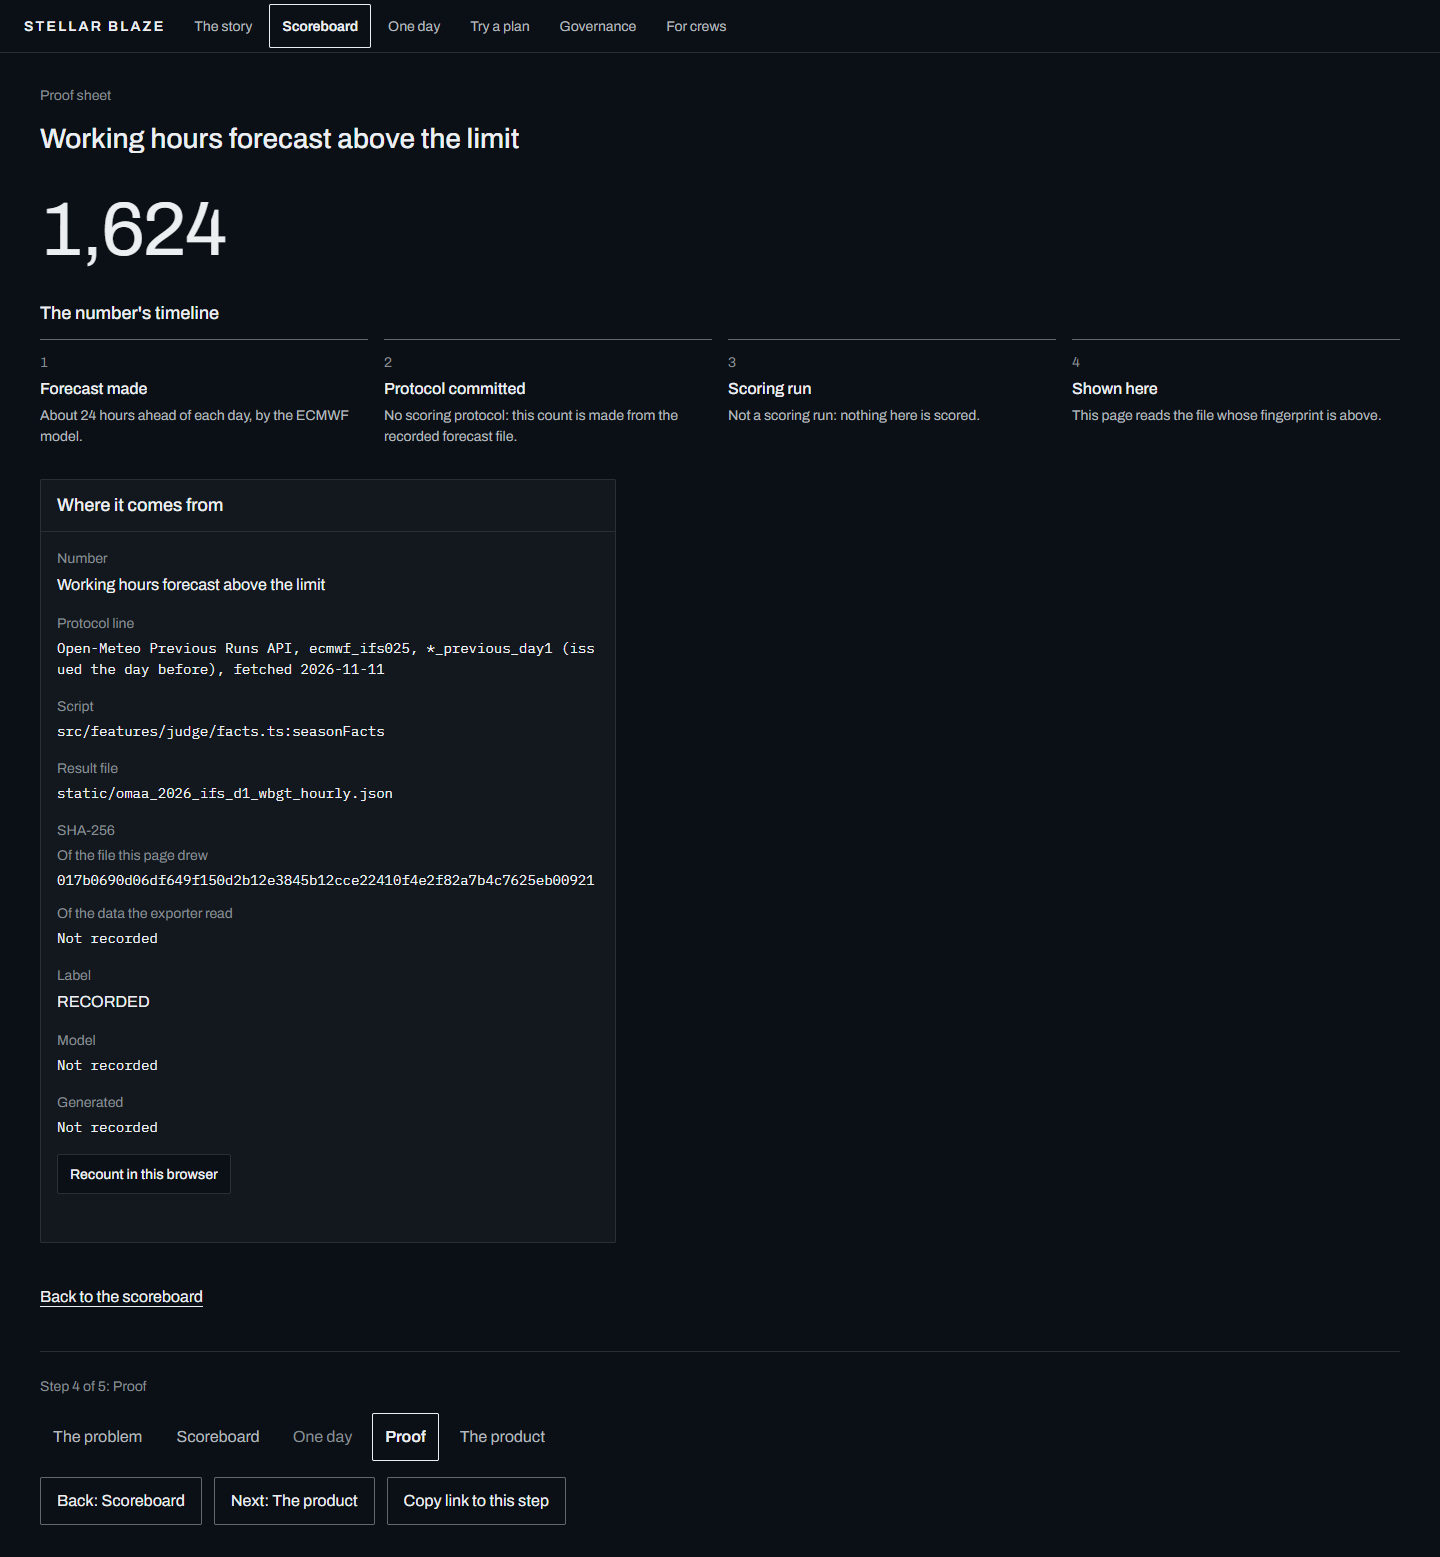 STELLAR BLAZE The story Scoreboard One day Try a plan Governance For crews
Proof sheet
Working hours forecast above the limit
1,624
The number's timeline
1
Forecast made
About 24 hours ahead of each day, by the ECMWF
model.
2
Protocol committed
No scoring protocol: this count is made from the
recorded forecast file.
3
Scoring run
Not a scoring run: nothing here is scored.
4
Shown here
This page reads the file whose fingerprint is above.
Where it comes from
Number
Working hours forecast above the limit
Protocol line
Open-Meteo Previous Runs API, ecmwf_ifs025, *_previous_day1 (iss
ued the day before), fetched 2026-11-11
Script
src/features/judge/facts.ts:seasonFacts
Result file
static/omaa_2026_ifs_d1_wbgt_hourly.json
SHA-256
Of the file this page drew
017b0690d06df649f150d2b12e3845b12cce22410f4e2f82a7b4c7625eb00921
Of the data the exporter read
Not recorded
Label
RECORDED
Model
Not recorded
Generated
Not recorded
Recount in this browser
Back to the scoreboard
Step 4 of 5: Proof
The problem Scoreboard One day Proof The product
Back: Scoreboard Next: The product Copy link to this step